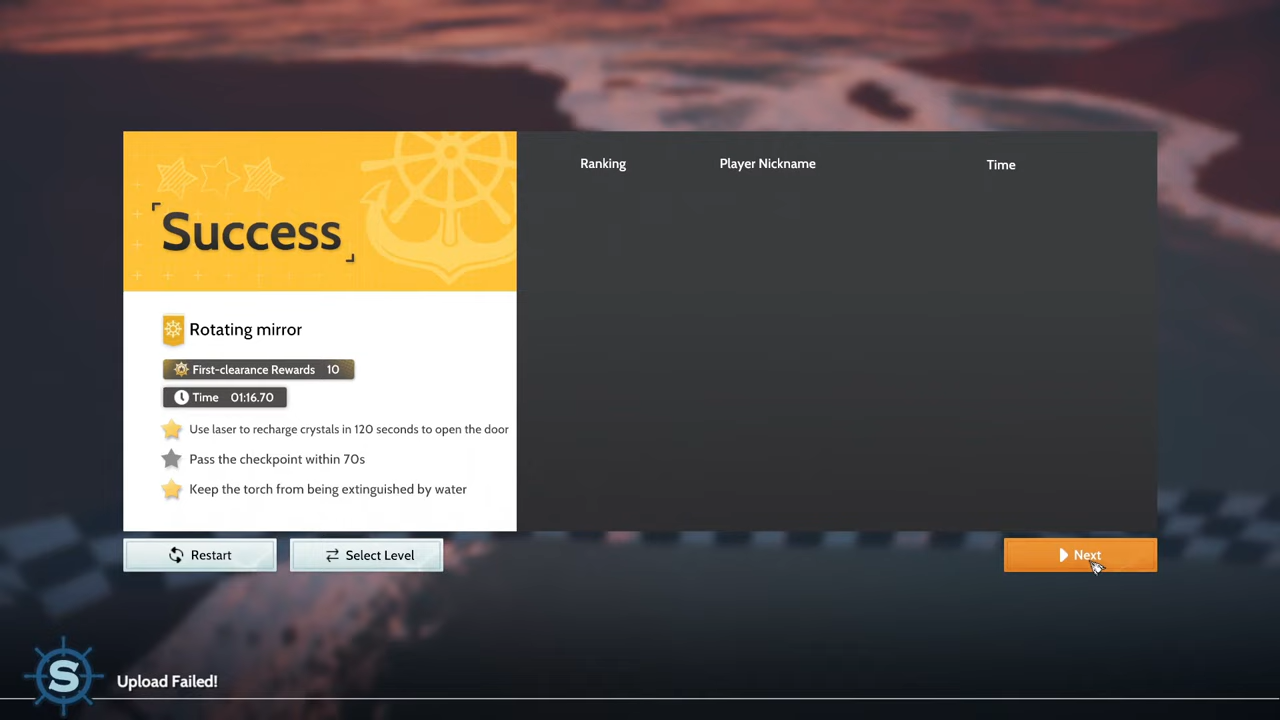 Success
Rotating mirror
First-clearance Rewards 10
Time 01:16.70
Use laser to recharge crystals in 120 seconds to open the door
Pass the checkpoint within 70s
Keep the torch from being extinguished by water
Ranking Player Nickname Time
Restart
Select Level
Next
S
Upload Failed!